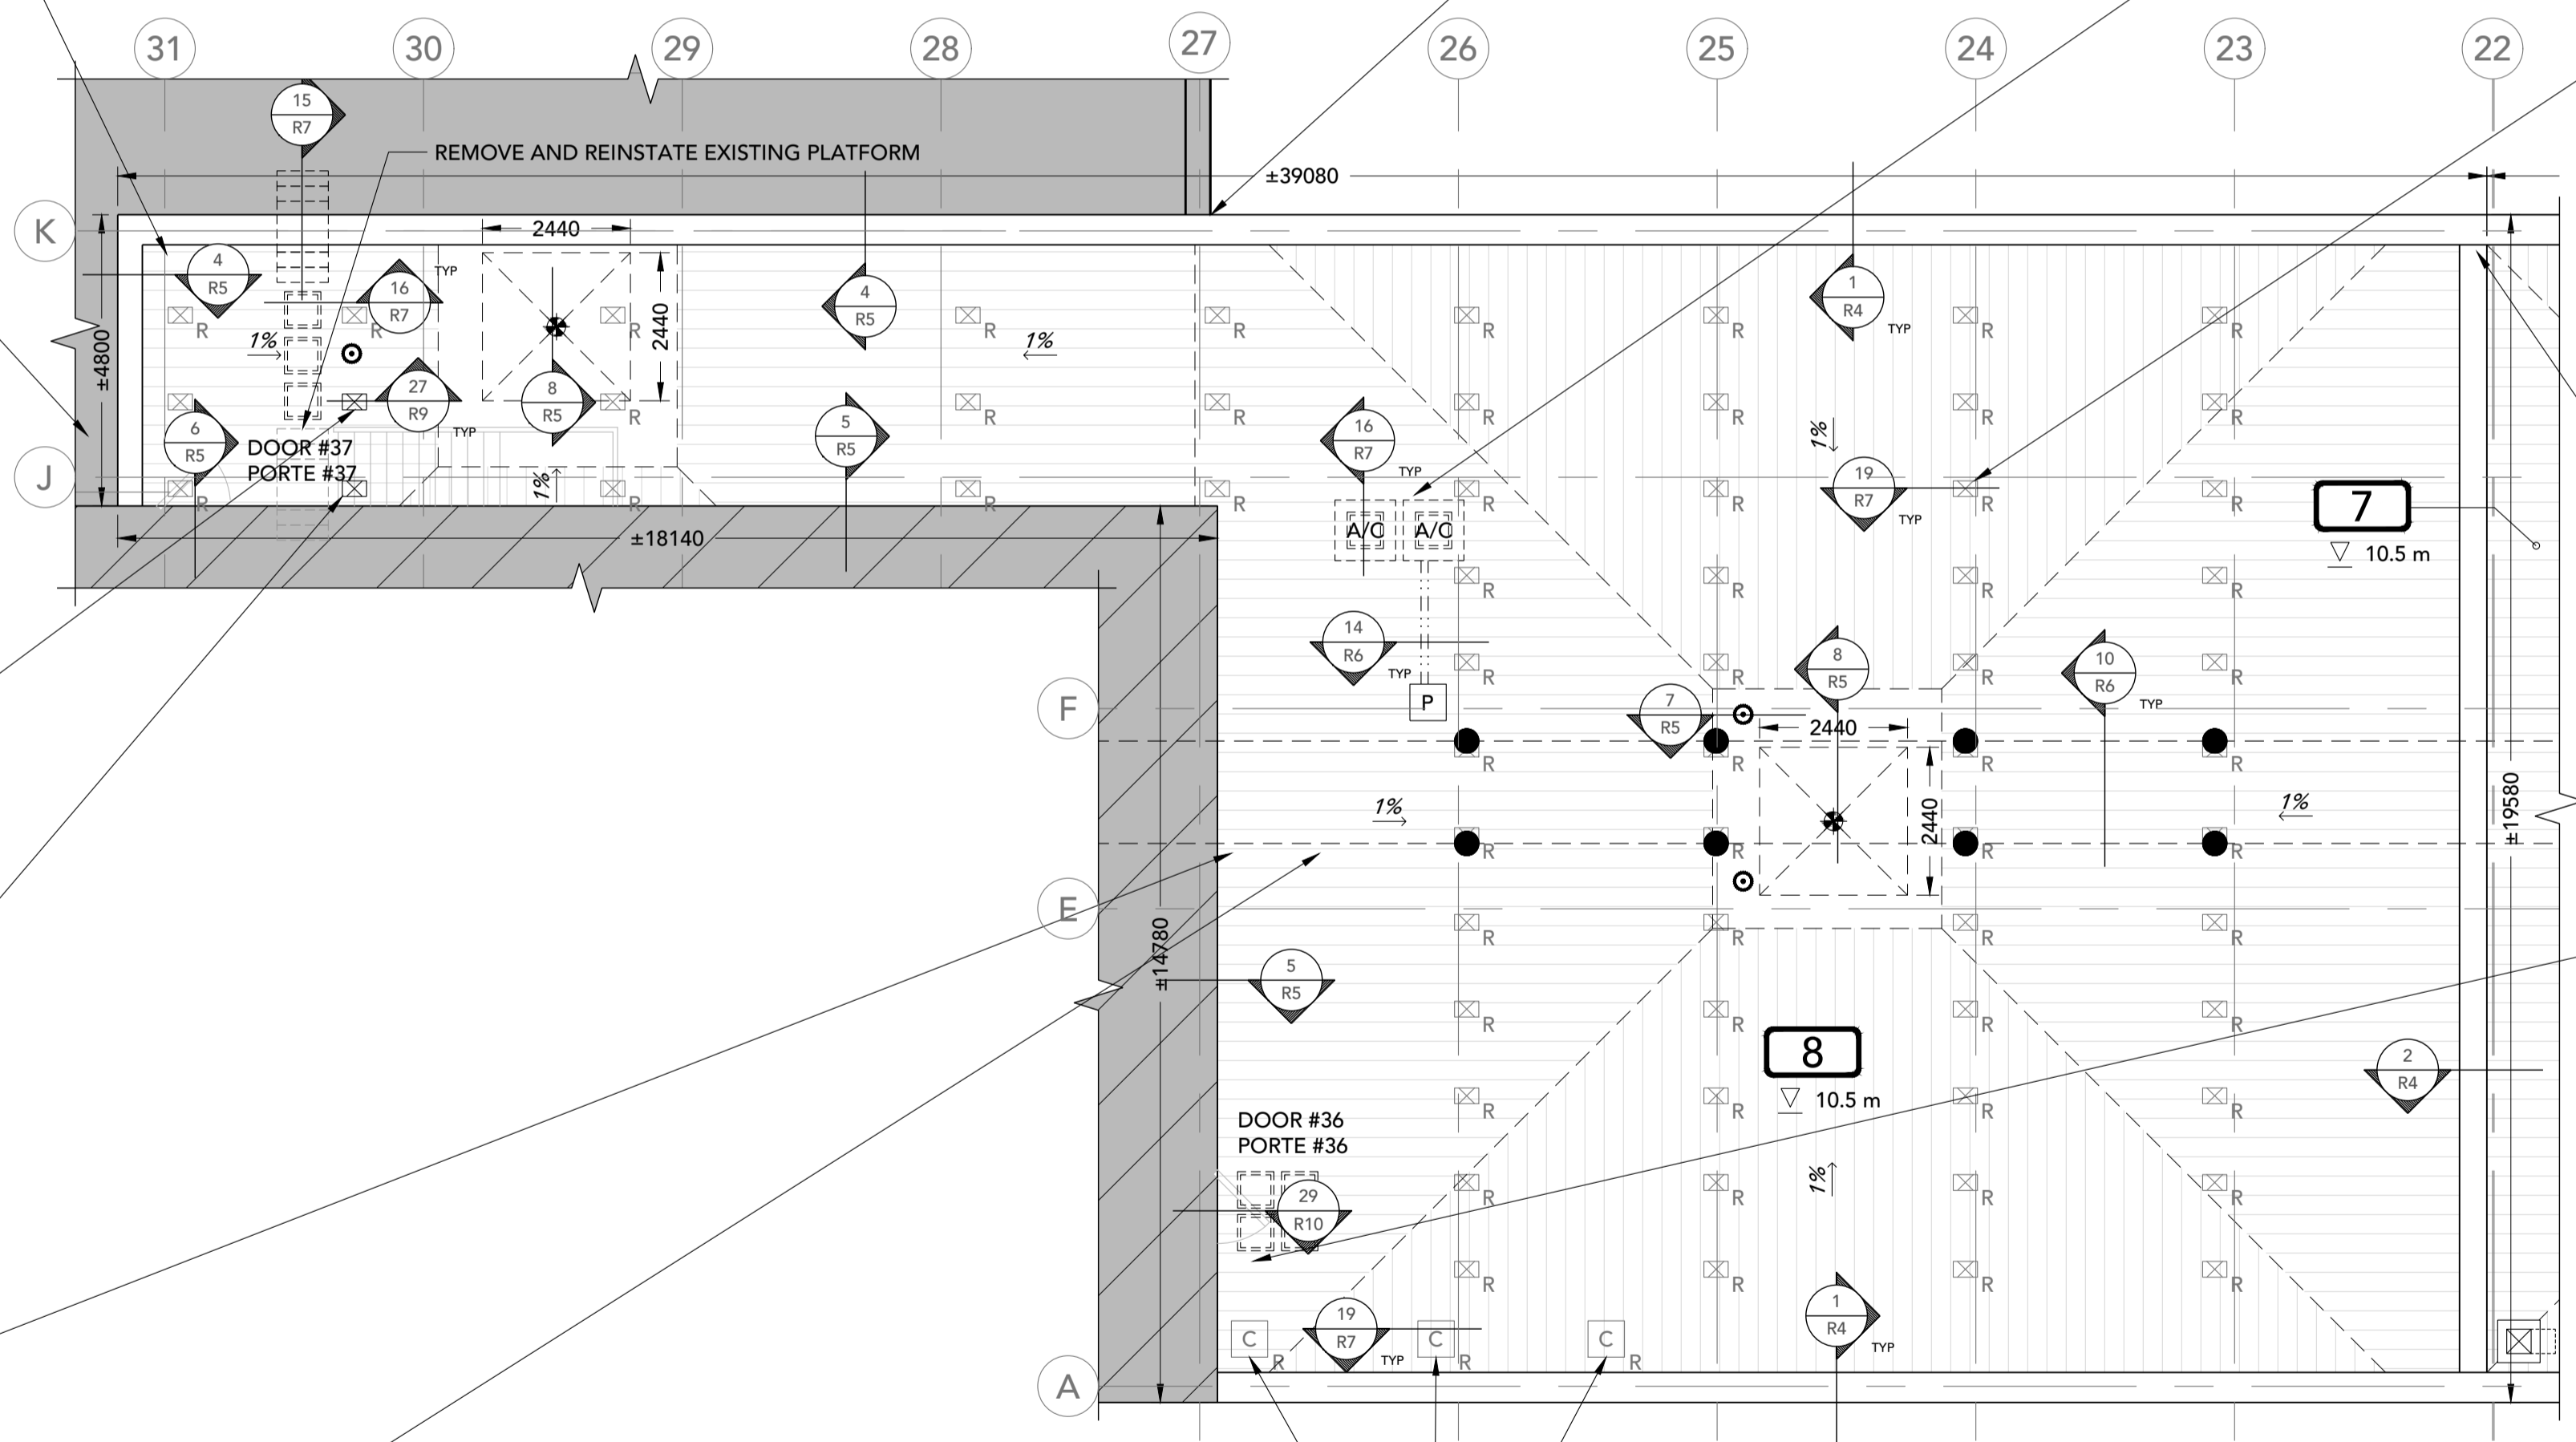 31 30 29 28 27 26 25 24 23 22
15
R7
REMOVE AND REINSTATE EXISTING PLATFORM
±39080
K
2440
4
R5
16
R7
TYP
4
R5
1
R4
TYP
R R R R R R R R R
1%
2440
1%
±4800
27
R9
TYP
8
R5
R R R R R R R
6
R5
5
R5
16
R7
TYP
1%
DOOR #37
PORTE #37
J
1%
19
R7
TYP
R R R R R R R
7
10.5 m
±18140
A/C A/C
R R R R
14
R6
TYP
8
R5
10
R6
TYP
R R R R
P
F
7
R5
2440
R R R R
1%
2440
1%
±19580
R R R R
E
±14780
R R R R
5
R5
R R R R
8
10.5 m
2
R4
R R R R
DOOR #36
PORTE #36
1%
29
R10
R R R R
R R R R
19
R7
TYP
1
R4
TYP
C C C
R R R
A